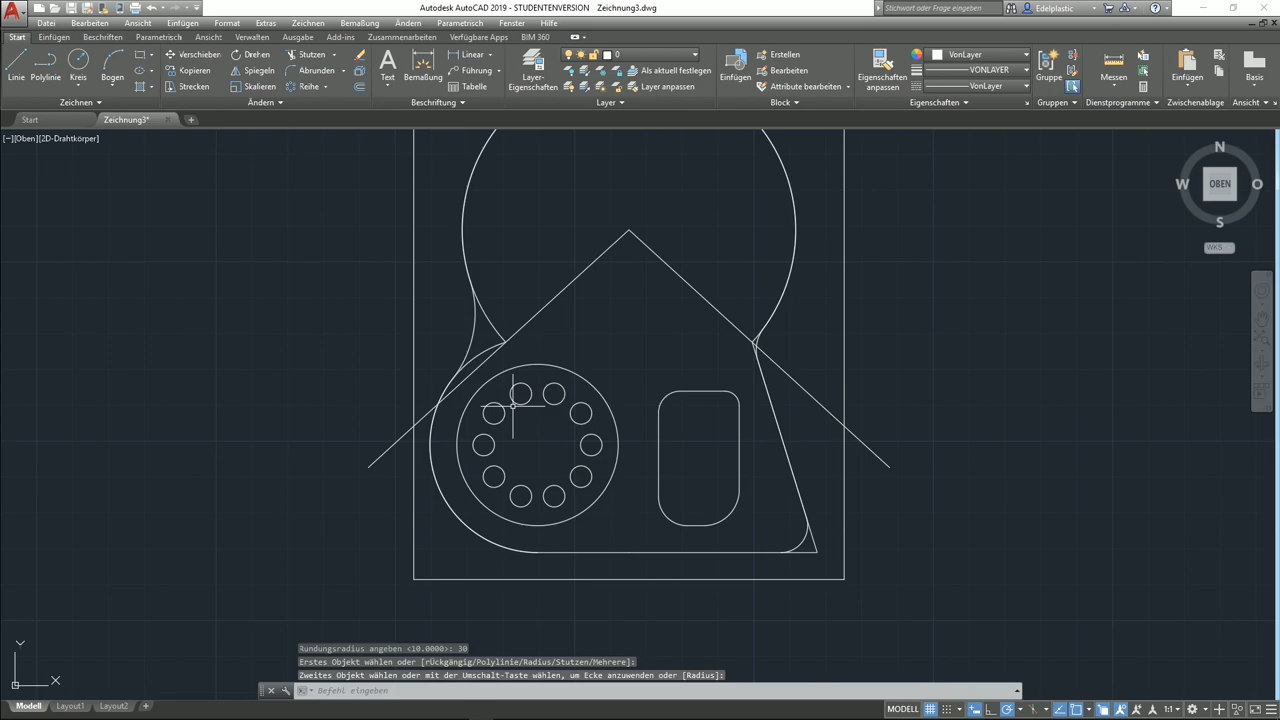 Autodesk AutoCAD 2019 - STUDENTENVERSION Zeichnung3.dwg
Stichwort oder Frage eingeben
Edelplastic
Datei Bearbeiten Ansicht Einfügen Format Extras Zeichnen Bemaßung Ändern Parametrisch Fenster Hilfe
Start Einfügen Beschriften Parametrisch Ansicht Verwalten Ausgabe Add-ins Zusammenarbeiten Verfügbare Apps BIM 360
Linie Polylinie Kreis Bogen
Verschieben Drehen Stutzen
Kopieren Spiegeln Abrunden
Strecken Skalieren Reihe
Text Bemaßung
Linear
Führung
Tabelle
Layer-
Eigenschaften
0
Als aktuell festlegen
Layer anpassen
Einfügen
Erstellen
Bearbeiten
Attribute bearbeiten
Eigenschaften
anpassen
VonLayer
VONLAYER
VonLayer
Gruppe
Messen
Einfügen
Basis
Zeichnen Ändern Beschriftung Layer Block Eigenschaften Gruppen Dienstprogramme Zwischenablage Ansicht
Start Zeichnung3*
[−][Oben][2D-Drahtkörper]
N
W OBEN O
S
WKS
Rundungsradius angeben <10.0000>: 30
Erstes Objekt wählen oder [rÜckgängig/Polylinie/Radius/Stutzen/Mehrere]:
Zweites Objekt wählen oder mit der Umschalt-Taste wählen, um Ecke anzuwenden oder [Radius]:
Befehl eingeben
Y
X
Modell Layout1 Layout2 +
MODELL 1:1